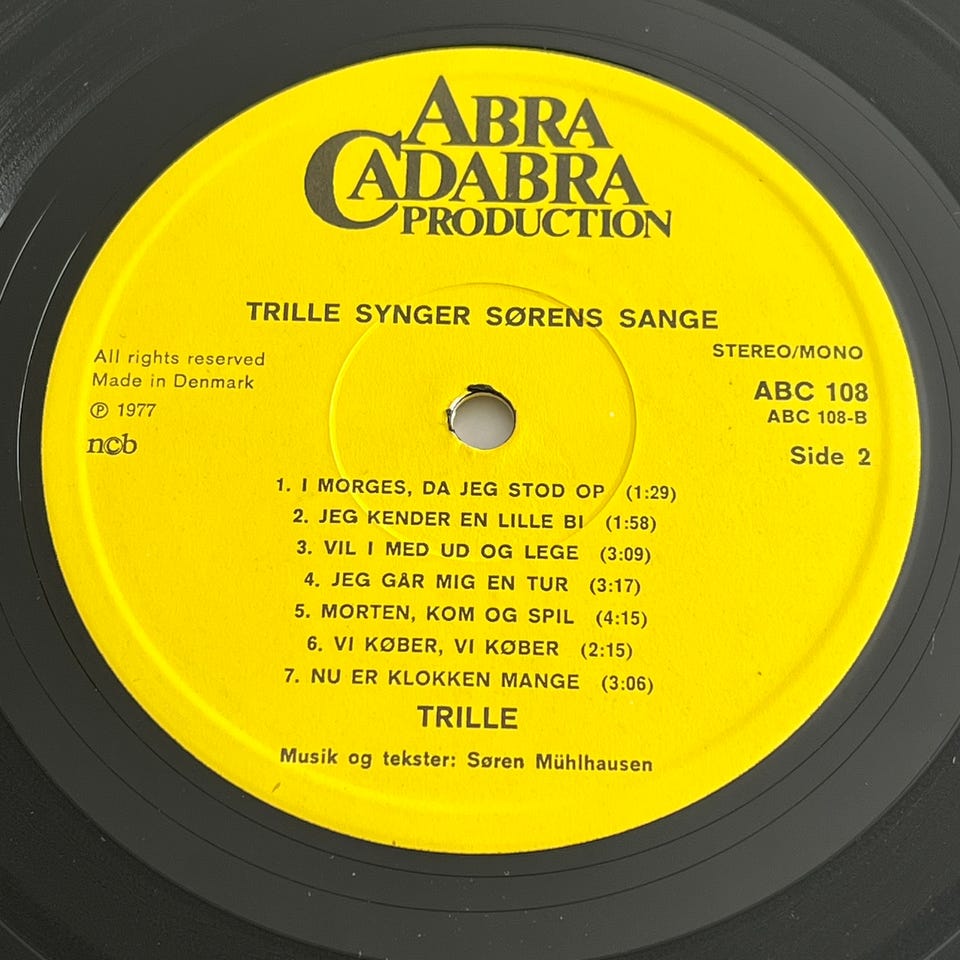 ABRA
CADABRA
PRODUCTION
TRILLE SYNGER SØRENS SANGE
All rights reserved
Made in Denmark
℗ 1977
ncb
STEREO/MONO
ABC 108
ABC 108-B
Side 2
1. I MORGES, DA JEG STOD OP (1:29)
2. JEG KENDER EN LILLE BI (1:58)
3. VIL I MED UD OG LEGE (3:09)
4. JEG GÅR MIG EN TUR (3:17)
5. MORTEN, KOM OG SPIL (4:15)
6. VI KØBER, VI KØBER (2:15)
7. NU ER KLOKKEN MANGE (3:06)
TRILLE
Musik og tekster: Søren Mühlhausen